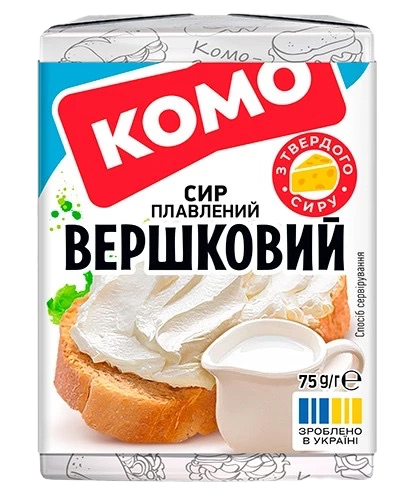 Комо-
КОМО
З ТВЕРДОГО
СИРУ
СИР
ПЛАВЛЕНИЙ
ВЕРШКОВИЙ
Спосіб сервірування
75 g/г℮
ЗРОБЛЕНО
В УКРАЇНІ